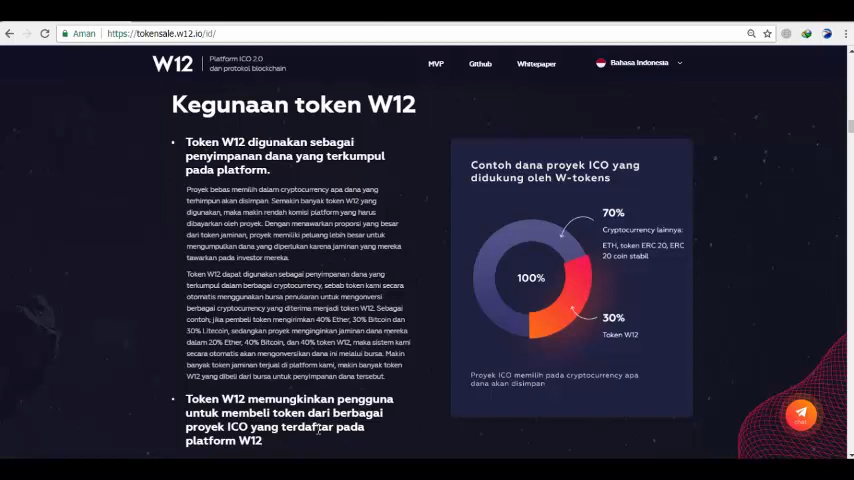 Aman
https://tokensale.w12.io/id/
W12
Platform ICO 2.0
dan protokol blockchain
MVP
Github
Whitepaper
Bahasa Indonesia
Kegunaan token W12
Token W12 digunakan sebagai
penyimpanan dana yang terkumpul
pada platform.
Proyek bebas memilih dalam cryptocurrency apa dana yang
terhimpun akan disimpan. Semakin banyak token W12 yang
digunakan, maka makin rendah komisi platform yang harus
dibayarkan oleh proyek. Dengan menawarkan proporsi yang besar
dari token jaminan, proyek memiliki peluang lebih besar untuk
mengumpulkan dana yang diperlukan karena jaminan yang mereka
tawarkan pada investor mereka.
Token W12 dapat digunakan sebagai penyimpanan dana yang
terkumpul dalam berbagai cryptocurrency, sebab token kami secara
otomatis menggunakan bursa penukaran untuk mengonversi
berbagai cryptocurrency yang diterima menjadi token W12. Sebagai
contoh, jika pembeli token mengirimkan 40% Ether, 30% Bitcoin dan
30% Litecoin, sedangkan proyek menginginkan jaminan dana mereka
dalam 20% Ether, 40% Bitcoin, dan 40% token W12, maka sistem kami
secara otomatis akan mengonversikan dana ini melalui bursa. Makin
banyak token jaminan terjual di platform kami, makin banyak token
W12 yang dibeli dari bursa untuk penyimpanan dana tersebut.
Token W12 memungkinkan pengguna
untuk membeli token dari berbagai
proyek ICO yang terdaftar pada
platform W12
Contoh dana proyek ICO yang
didukung oleh W-tokens
70%
Cryptocurrency lainnya:
ETH, token ERC 20, ERC
20 coin stabil
100%
30%
Token W12
Proyek ICO memilih pada cryptocurrency apa
dana akan disimpan